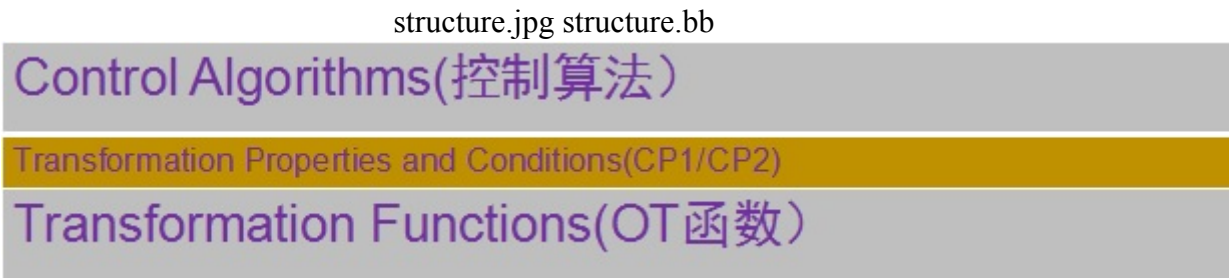 structure.jpg structure.bb
Control Algorithms(控制算法）
Transformation Properties and Conditions(CP1/CP2)
Transformation Functions(OT函数）